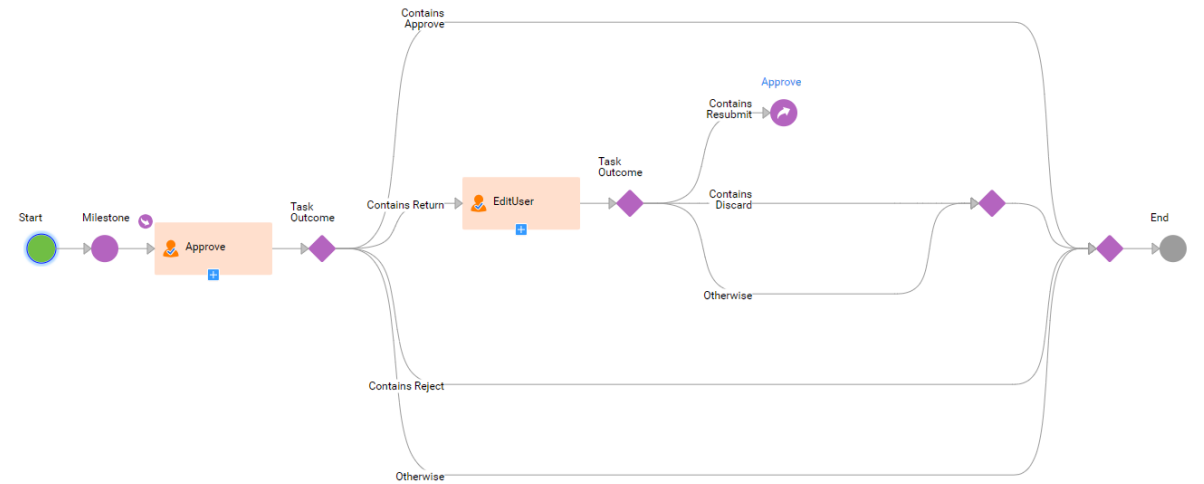 Contains
Approve
Approve
Contains
Resubmit
Task
Outcome
Contains
Discard
EditUser
Contains Return
Task
Outcome
Start
Milestone
Approve
End
Otherwise
Contains Reject
Otherwise